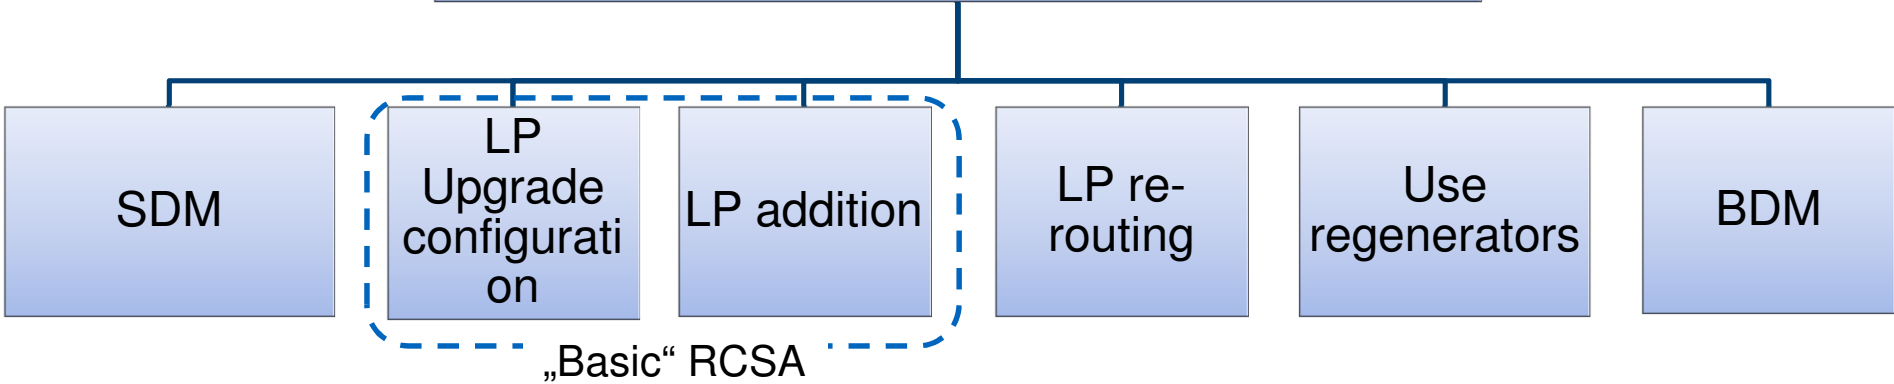 SDM
LP
Upgrade
configurati
on
LP addition
LP re-
routing
Use
regenerators
BDM
„Basic“ RCSA